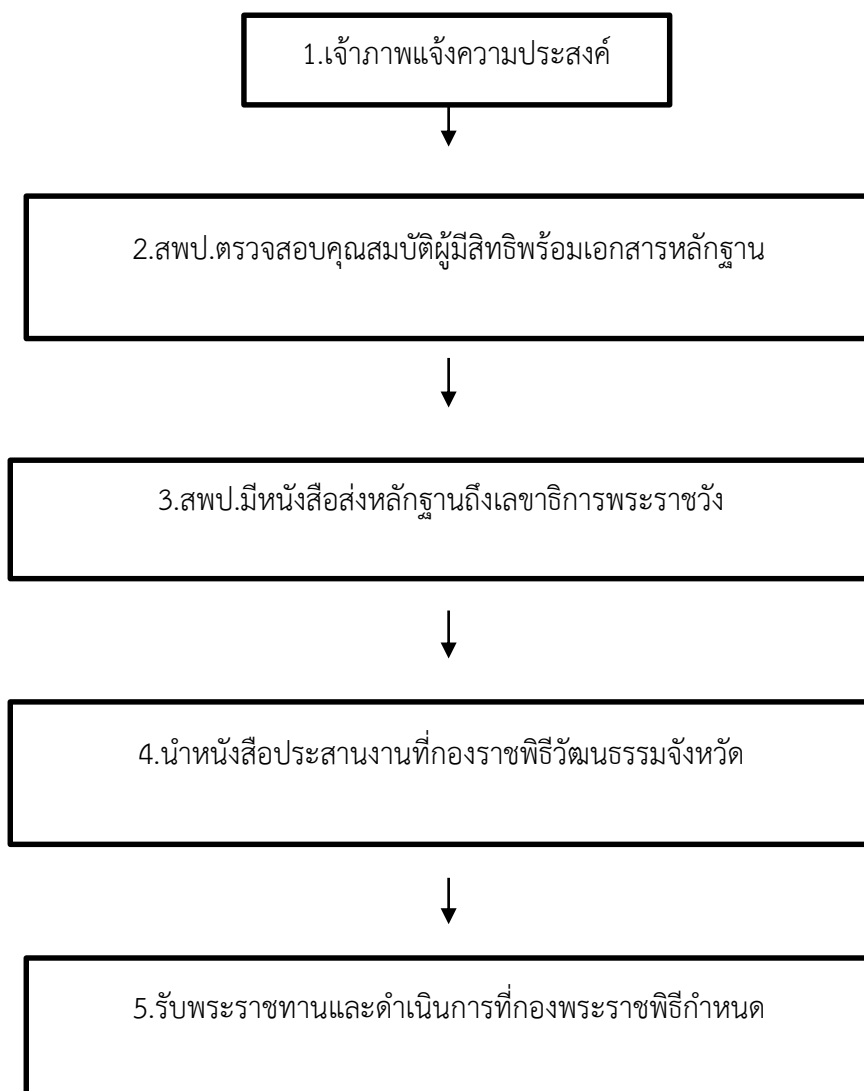 1.เจ้าภาพแจ้งความประสงค์
2.สพป.ตรวจสอบคุณสมบัติผู้มีสิทธิพร้อมเอกสารหลักฐาน
3.สพป.มีหนังสือส่งหลักฐานถึงเลขาธิการพระราชวัง
4.นำหนังสือประสานงานที่กองราชพิธีวัฒนธรรมจังหวัด
5.รับพระราชทานและดำเนินการที่กองพระราชพิธีกำหนด